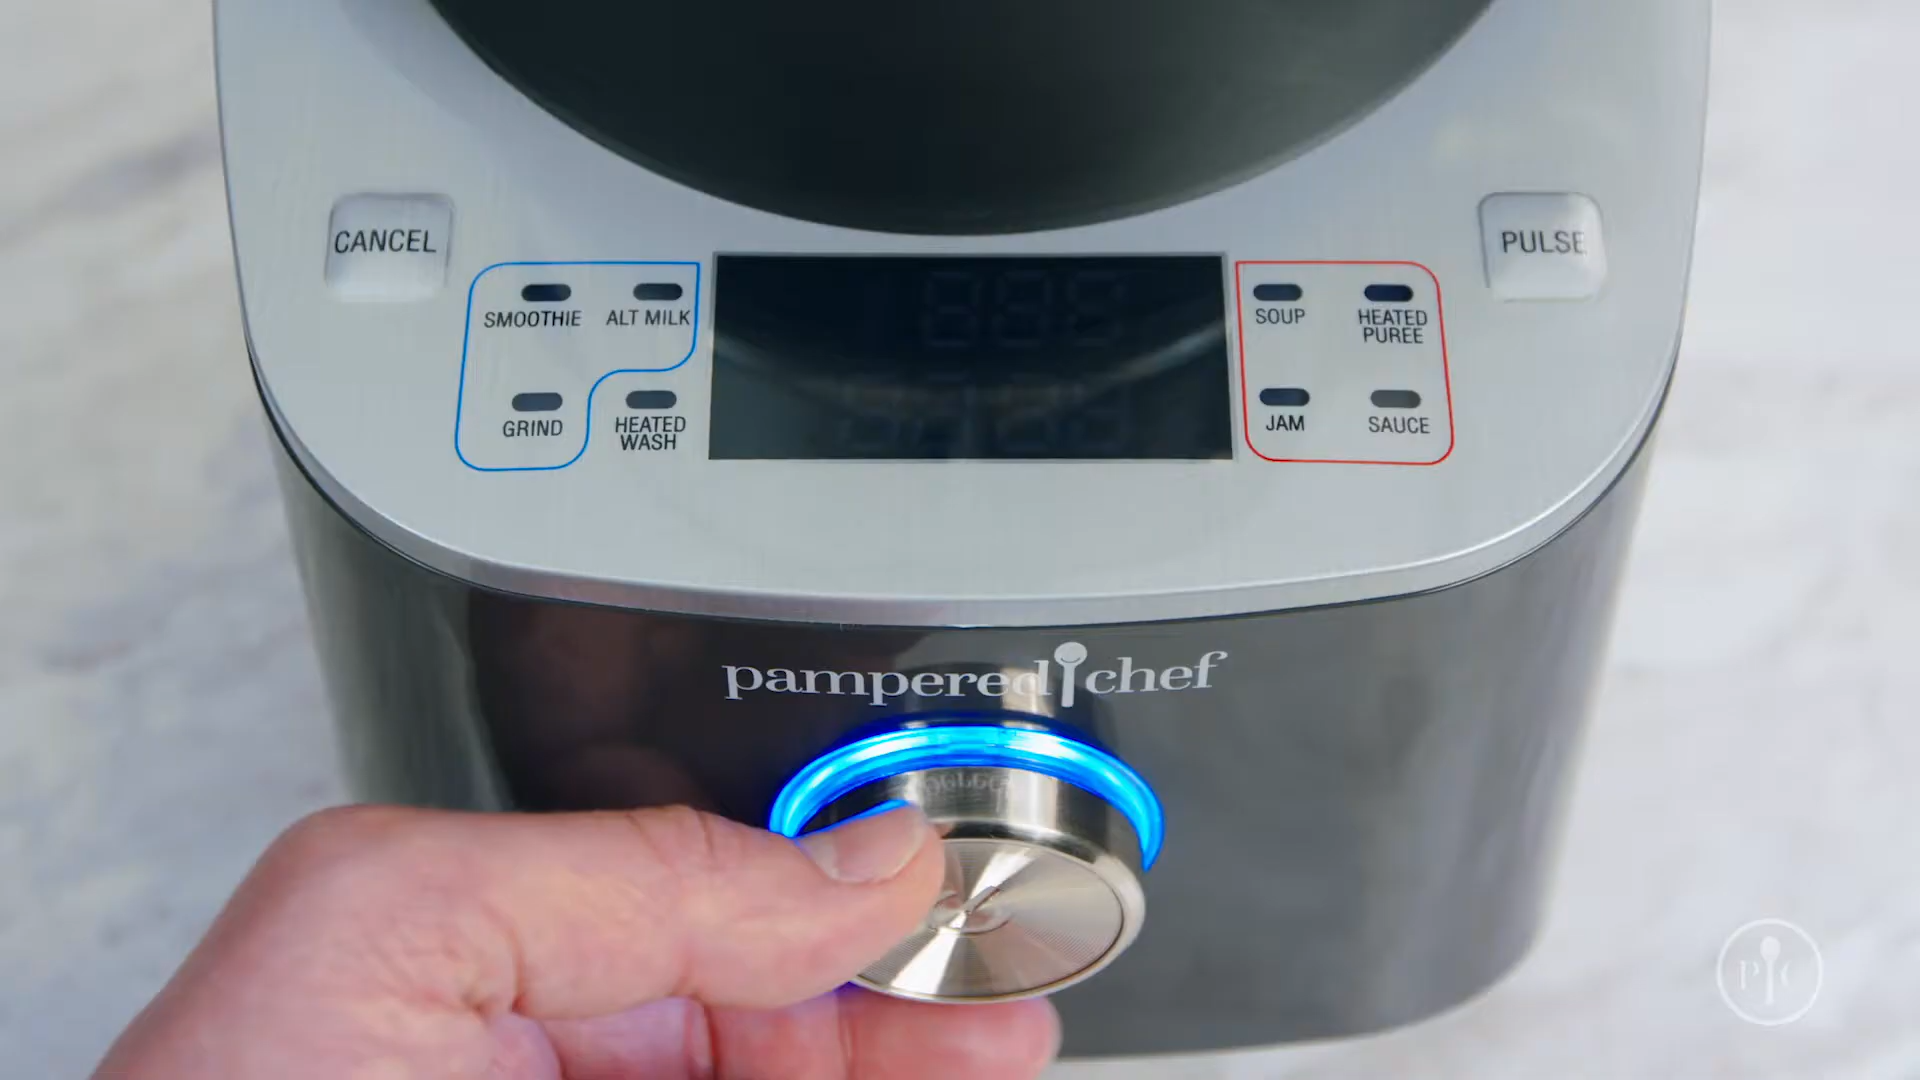 CANCEL
PULSE
SMOOTHIE
ALT MILK
GRIND
HEATED
WASH
SOUP
HEATED
PUREE
JAM
SAUCE
pampered chef
P C